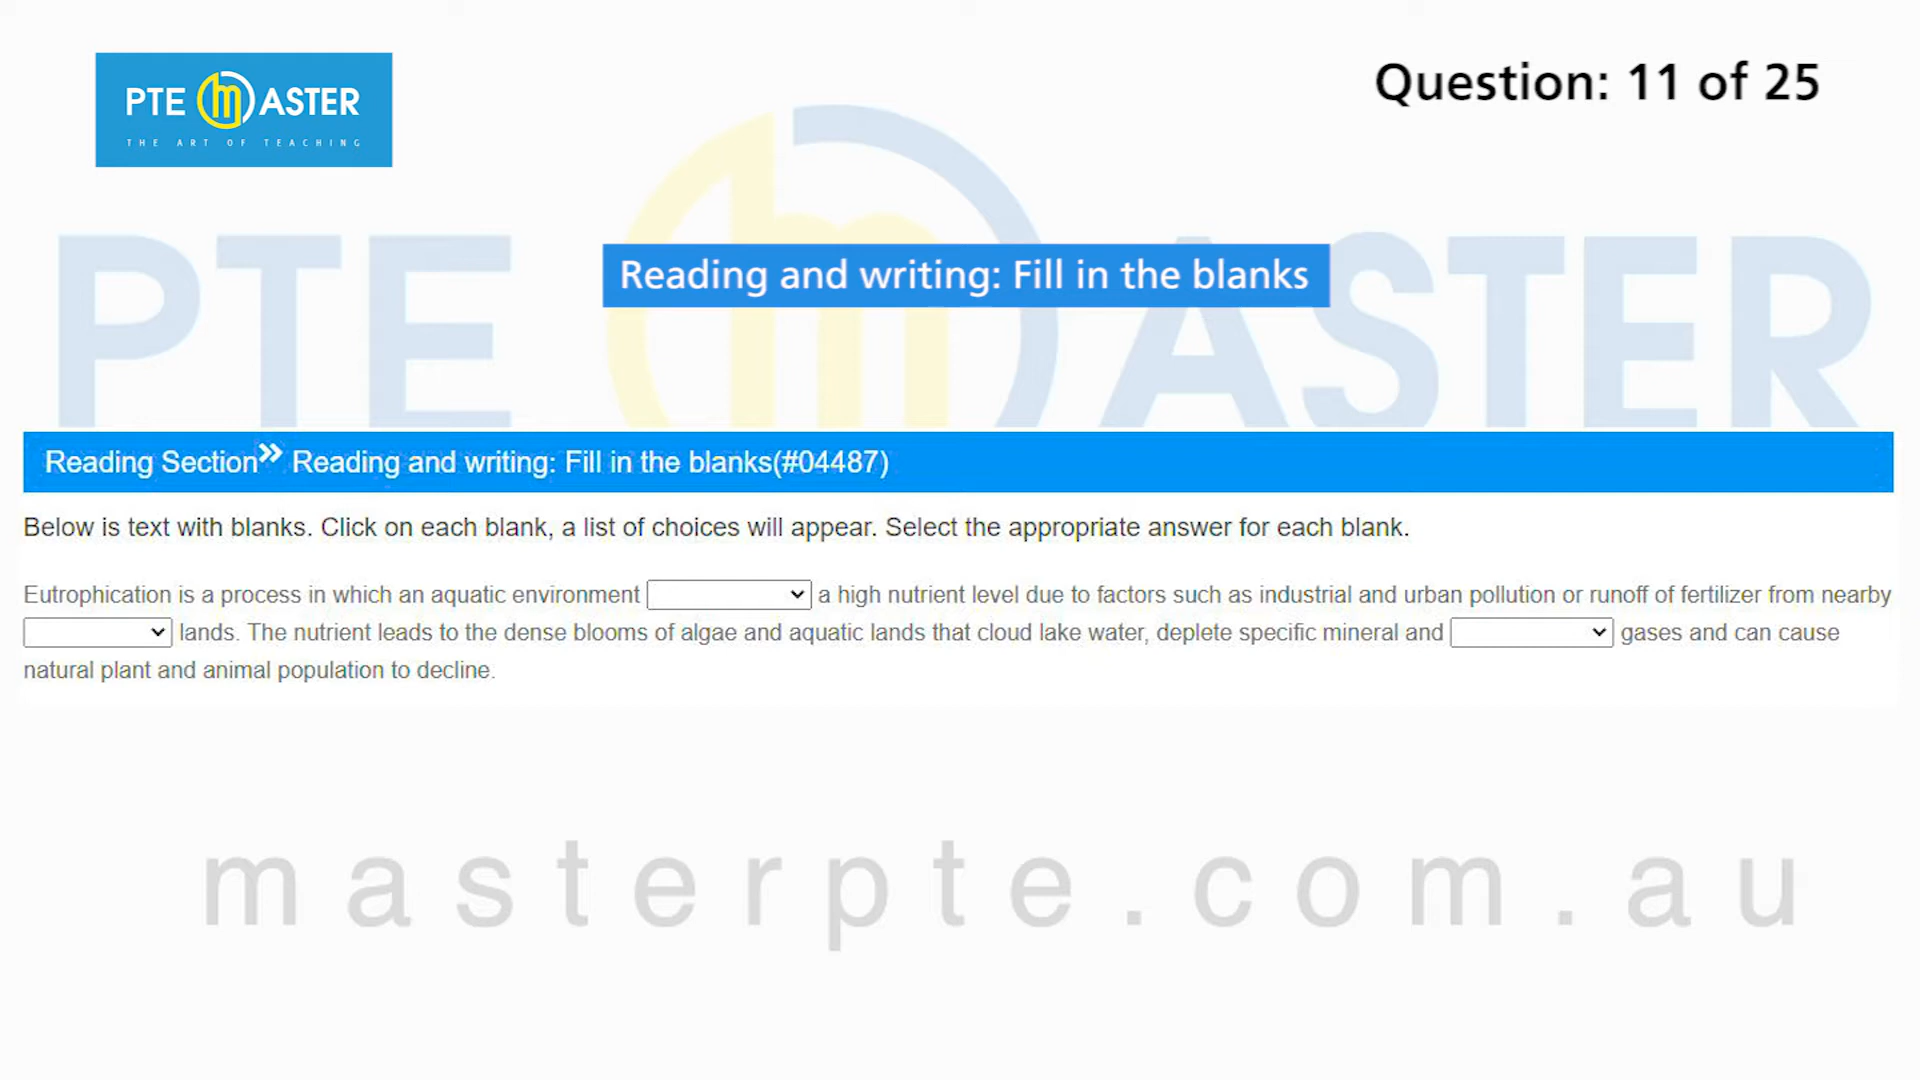 PTE MASTER
THE ART OF TEACHING
Question: 11 of 25
PTE MASTER
Reading and writing: Fill in the blanks
Reading Section» Reading and writing: Fill in the blanks(#04487)
Below is text with blanks. Click on each blank, a list of choices will appear. Select the appropriate answer for each blank.
Eutrophication is a process in which an aquatic environment a high nutrient level due to factors such as industrial and urban pollution or runoff of fertilizer from nearby
lands. The nutrient leads to the dense blooms of algae and aquatic lands that cloud lake water, deplete specific mineral and gases and can cause
natural plant and animal population to decline.
masterpte.com.au